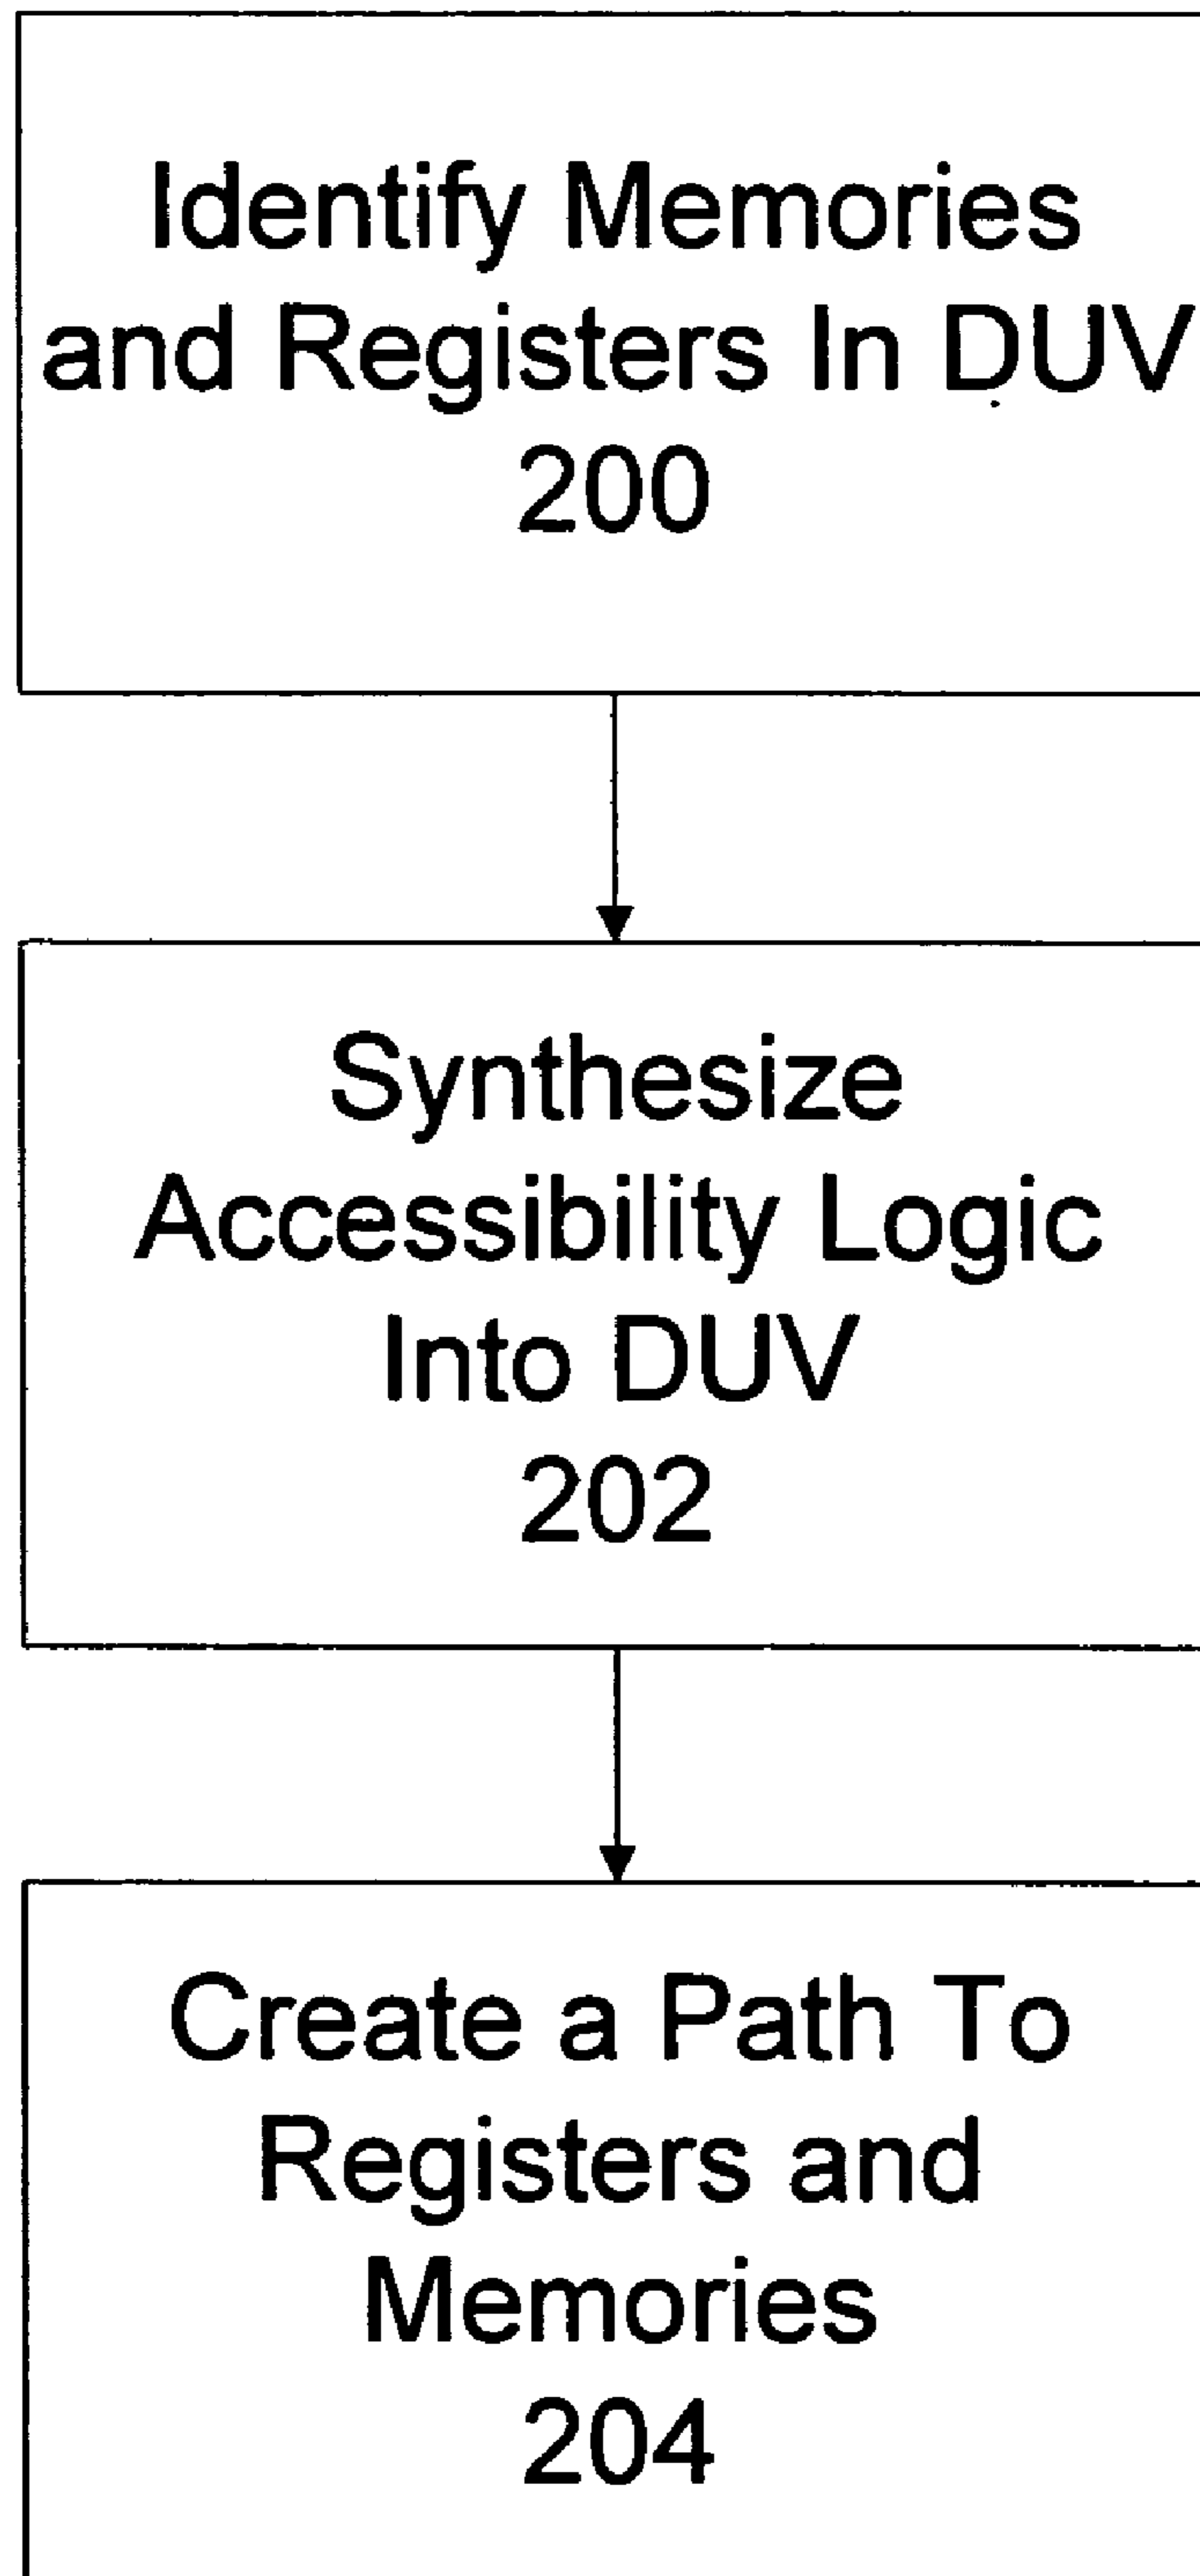 Identify Memories
and Registers In DUV
200
Synthesize
Accessibility Logic
Into DUV
202
Create a Path To
Registers and
Memories
204